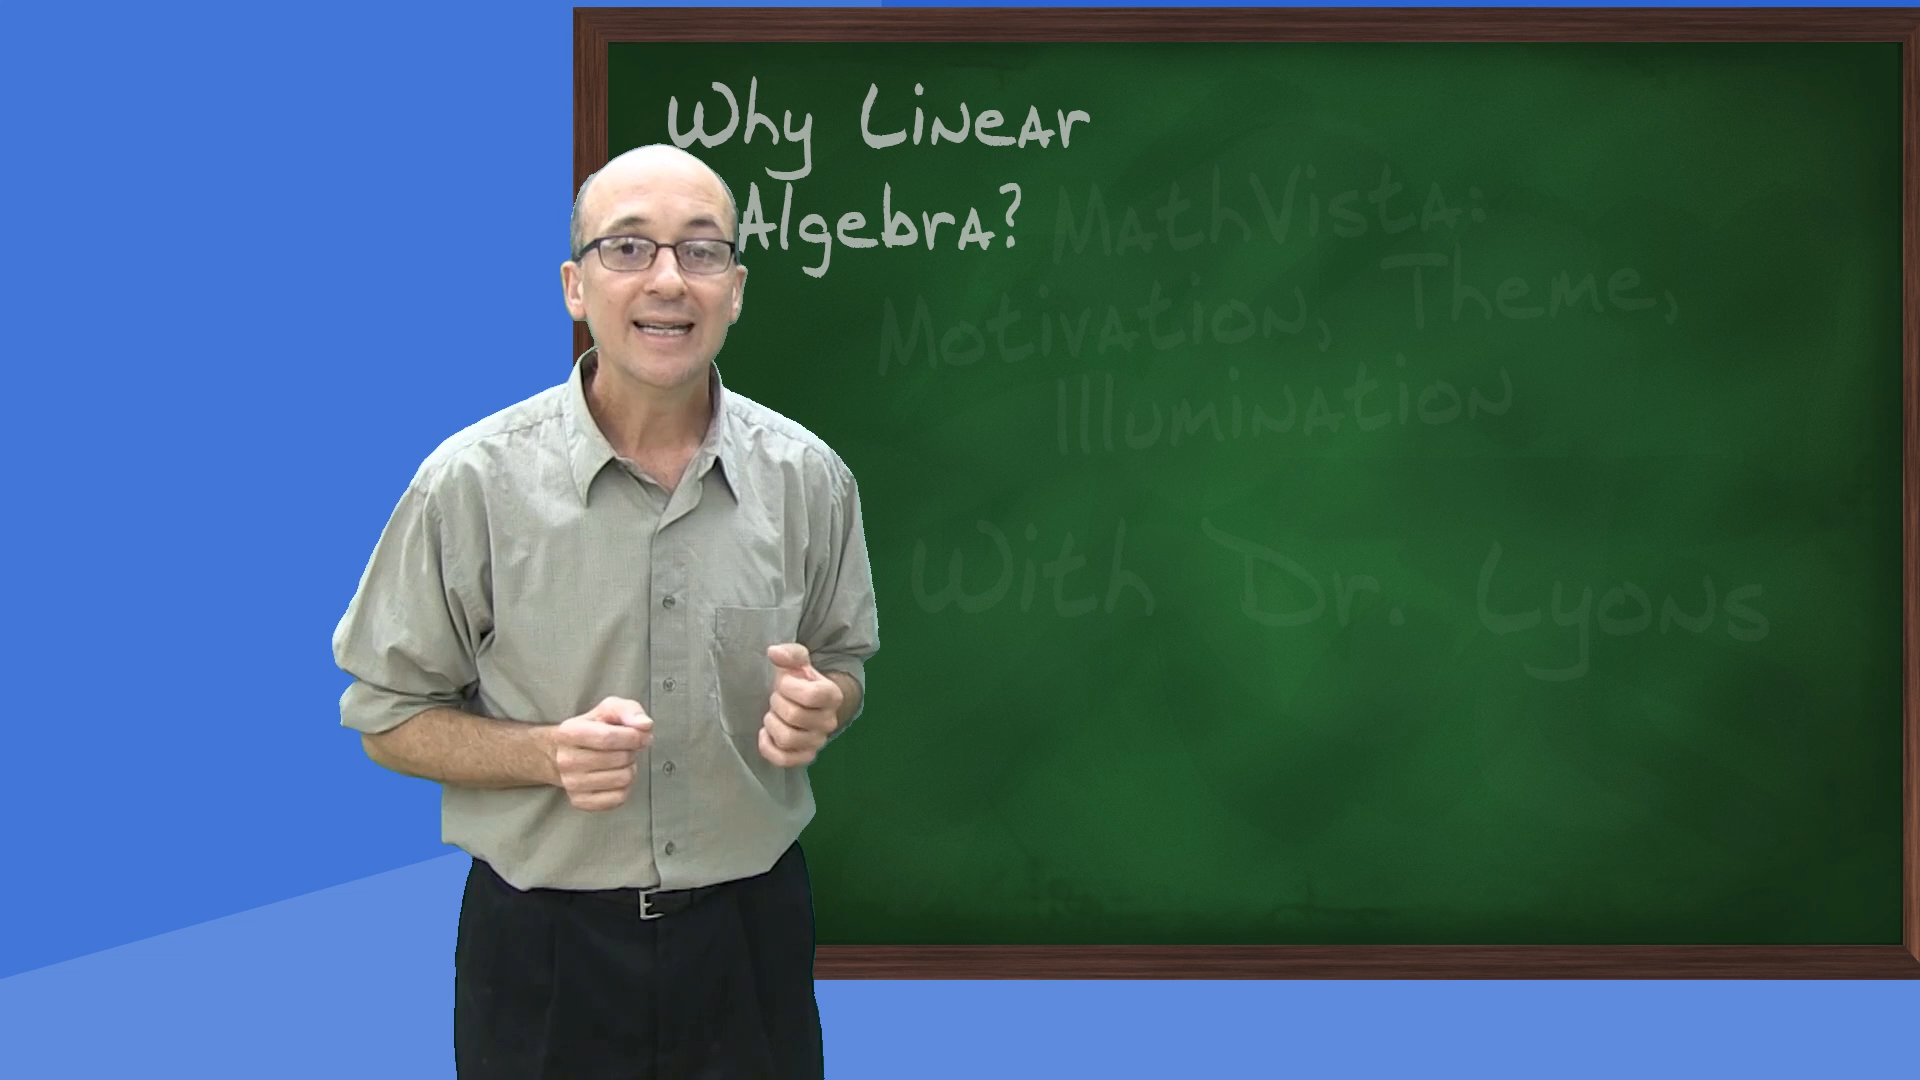 Why Linear
Algebra?
MathVista:
Motivation, Theme,
Illumination
With Dr. Lyons